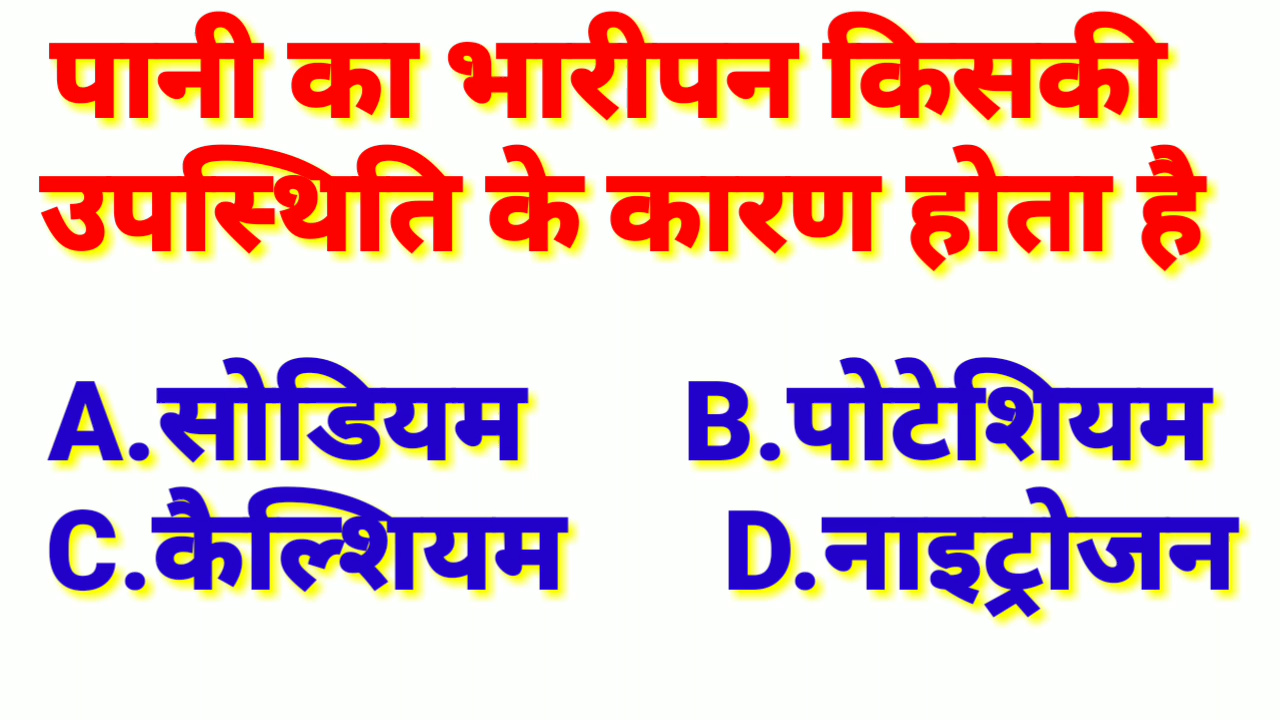 पानी का भारीपन किसकी
उपस्थिति के कारण होता है
A.सोडियम B.पोटेशियम
C.कैल्शियम D.नाइट्रोजन